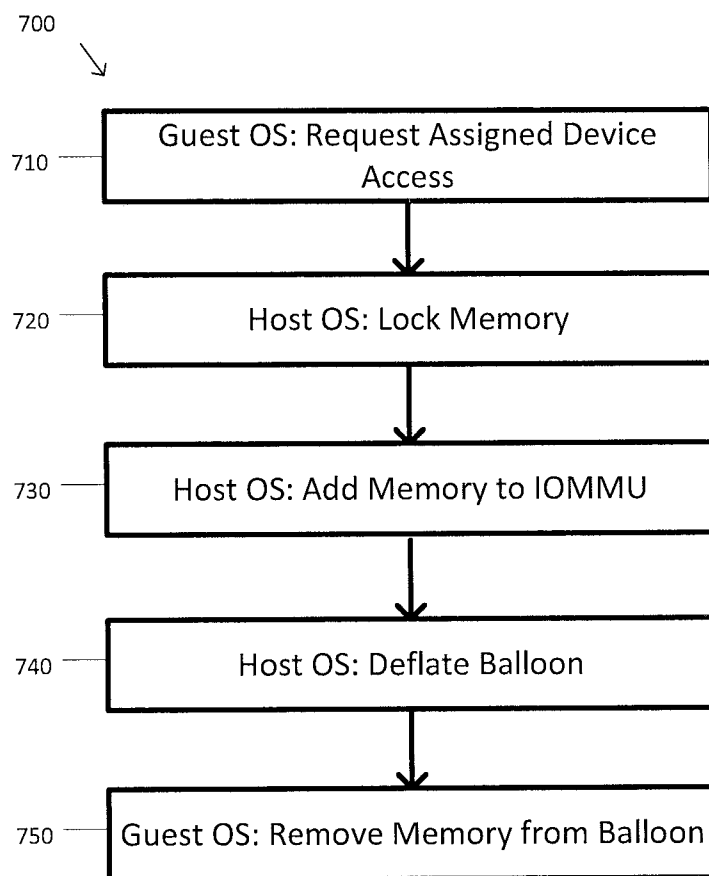 700
710
Guest OS: Request Assigned Device
Access
720
Host OS: Lock Memory
730
Host OS: Add Memory to IOMMU
740
Host OS: Deflate Balloon
750
Guest OS: Remove Memory from Balloon